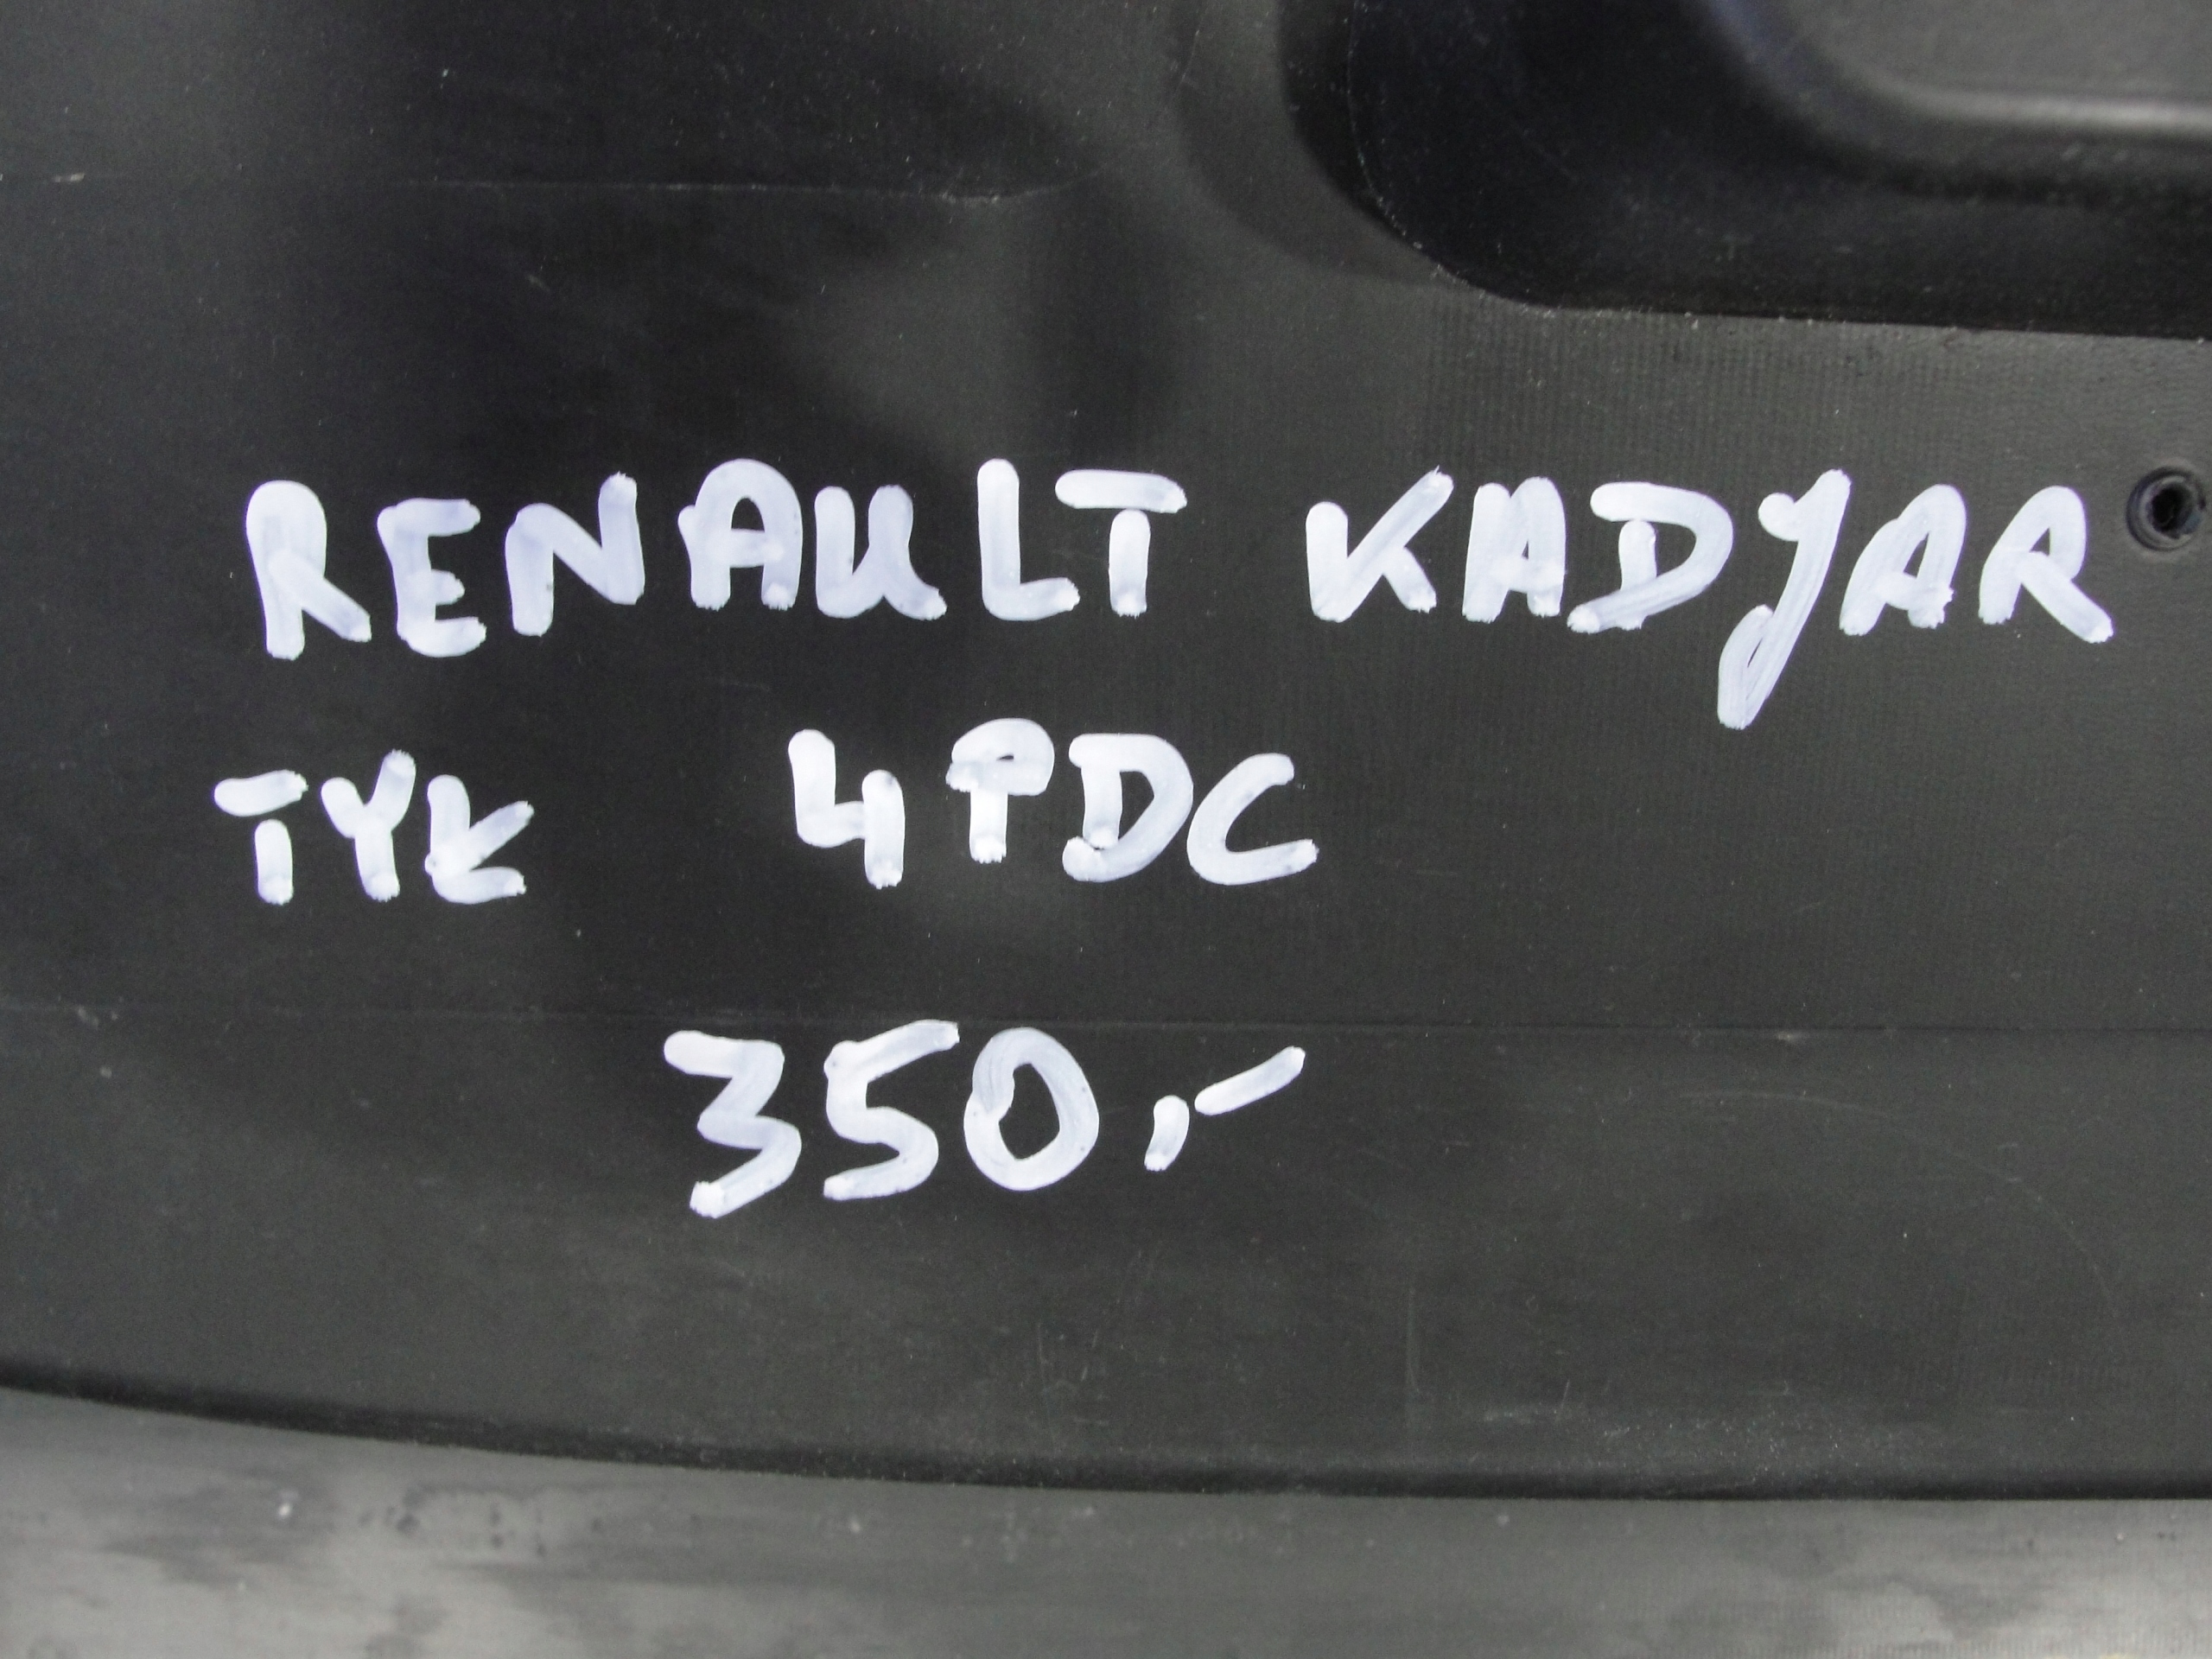 RENAULT KADJAR
TYŁ 4PDC
350,-